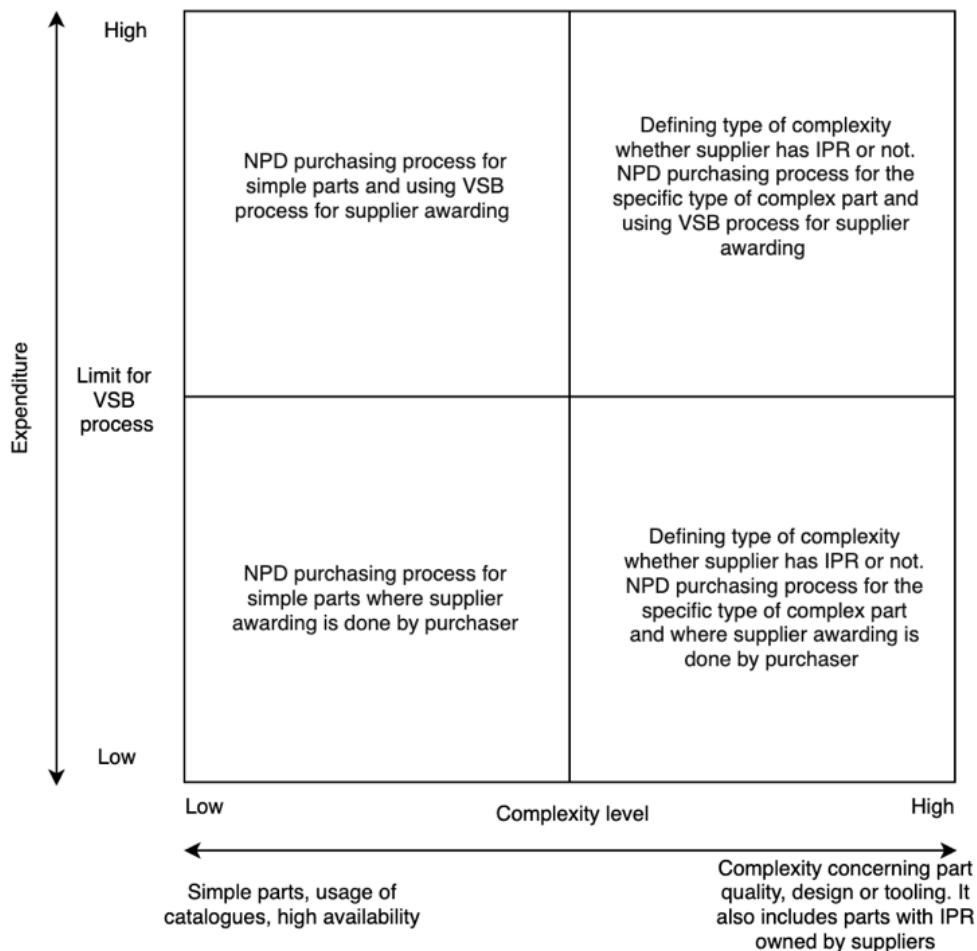 High
NPD purchasing process for
simple parts and using VSB
process for supplier awarding
Defining type of complexity
whether supplier has IPR or not.
NPD purchasing process for the
specific type of complex part and
using VSB process for supplier
awarding
Expenditure
Limit for
VSB
process
NPD purchasing process for
simple parts where supplier
awarding is done by purchaser
Defining type of complexity
whether supplier has IPR or not.
NPD purchasing process for the
specific type of complex part
and where supplier awarding is
done by purchaser
Low
Low
Complexity level
High
Simple parts, usage of
catalogues, high availability
Complexity concerning part
quality, design or tooling. It
also includes parts with IPR
owned by suppliers